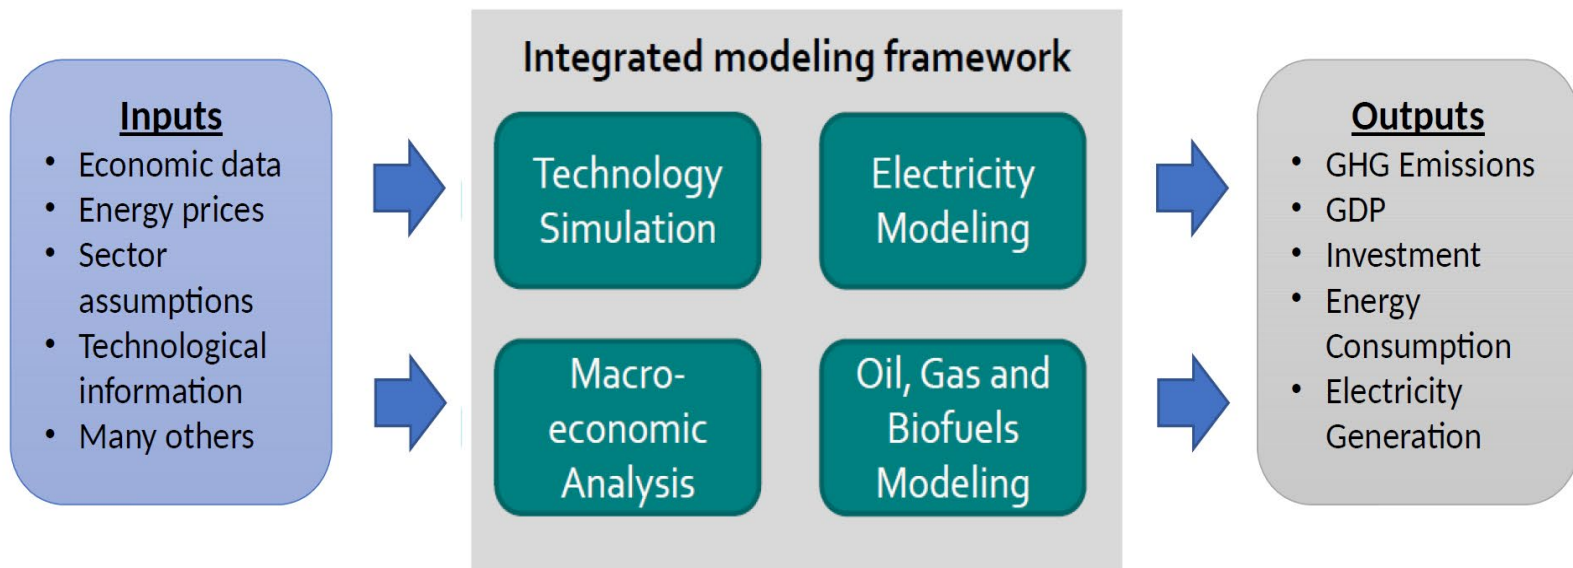 Integrated modeling framework
Inputs
• Economic data
• Energy prices
• Sector
assumptions
• Technological
information
• Many others
Technology
Simulation
Electricity
Modeling
Macro-
economic
Analysis
Oil, Gas and
Biofuels
Modeling
Outputs
• GHG Emissions
• GDP
• Investment
• Energy
Consumption
• Electricity
Generation